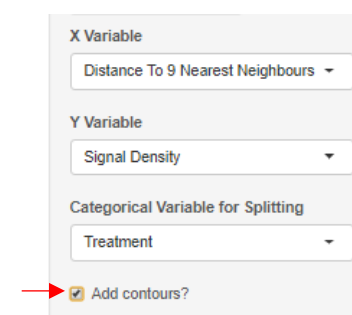 X Variable
Distance To 9 Nearest Neighbours
Y Variable
Signal Density
Categorical Variable for Splitting
Treatment
Add contours?